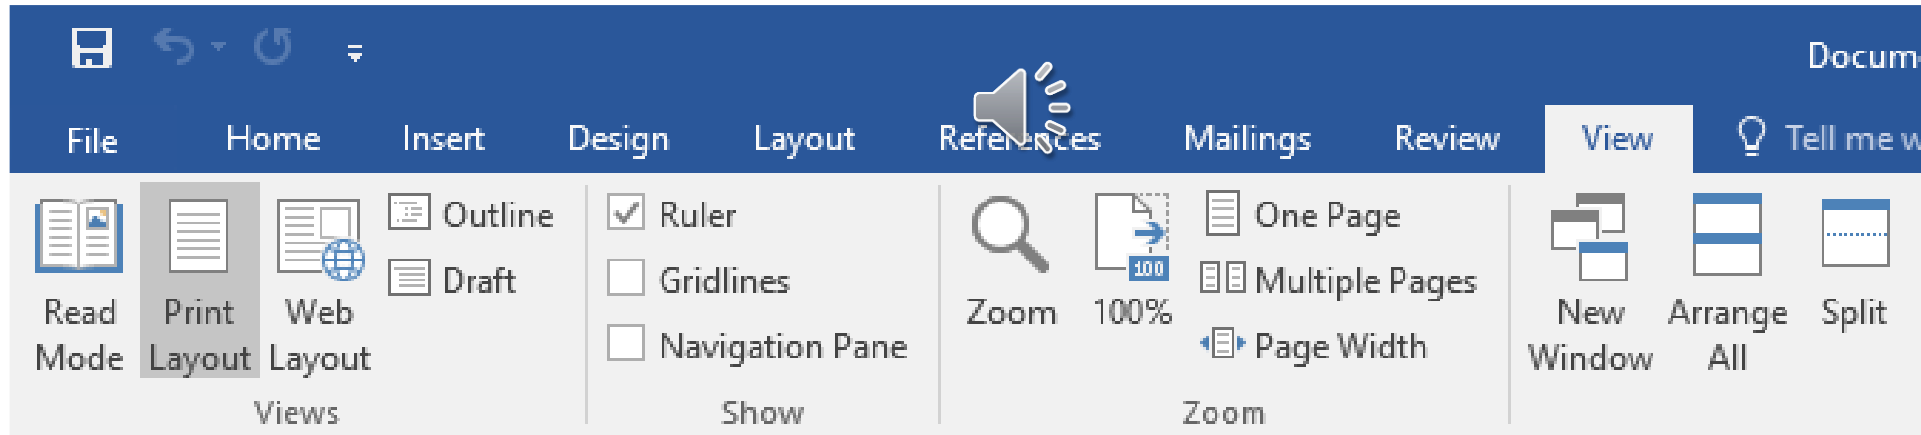 Docum
File Home Insert Design Layout References Mailings Review View Tell me w
Read Mode
Print Layout
Web Layout
Outline
Draft
Views
Ruler
Gridlines
Navigation Pane
Show
Zoom
100
100%
One Page
Multiple Pages
Page Width
Zoom
New Window
Arrange All
Split